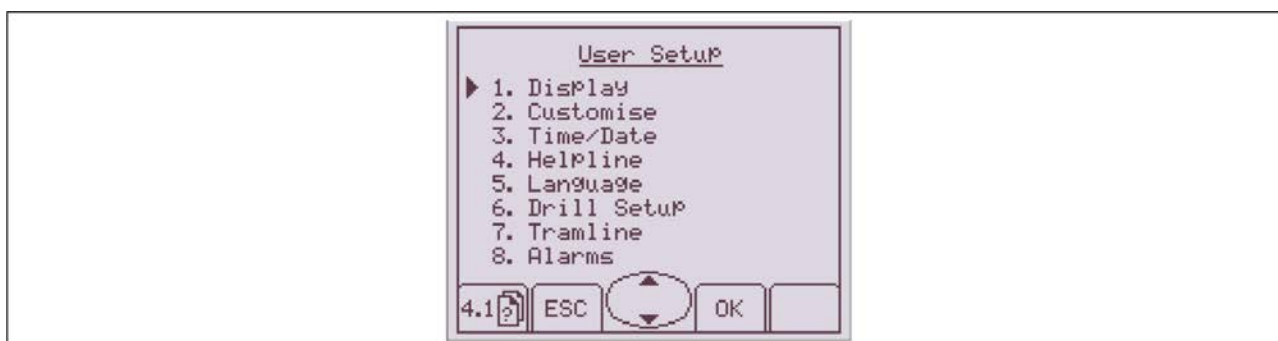 User Setup
1. Display
2. Customise
3. Time/Date
4. Helpline
5. Language
6. Drill Setup
7. Tramline
8. Alarms
4.1 ? ESC OK